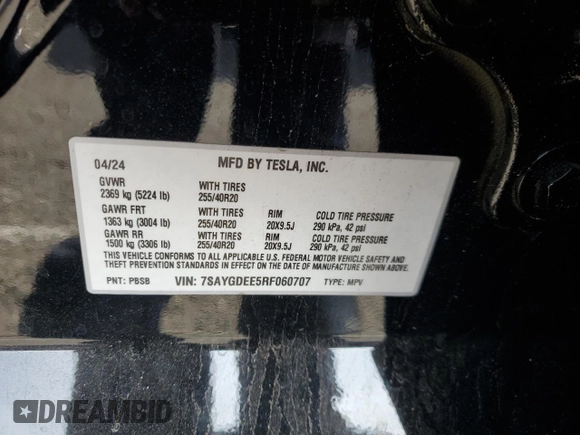 04/24 MFD BY TESLA, INC.
GVWR
2369 kg (5224 lb) WITH TIRES 255/40R20
GAWR FRT
1363 kg (3004 lb) WITH TIRES 255/40R20 RIM 20X9.5J COLD TIRE PRESSURE 290 kPa, 42 psi
GAWR RR
1500 kg (3306 lb) WITH TIRES 255/40R20 RIM 20X9.5J COLD TIRE PRESSURE 290 kPa, 42 psi
THIS VEHICLE CONFORMS TO ALL APPLICABLE U.S. FEDERAL MOTOR VEHICLE SAFETY AND
THEFT PREVENTION STANDARDS IN EFFECT ON THE DATE OF MANUFACTURE SHOWN ABOVE.
PNT: PBSB VIN: 7SAYGDEE5RF060707 TYPE: MPV
DREAMBID